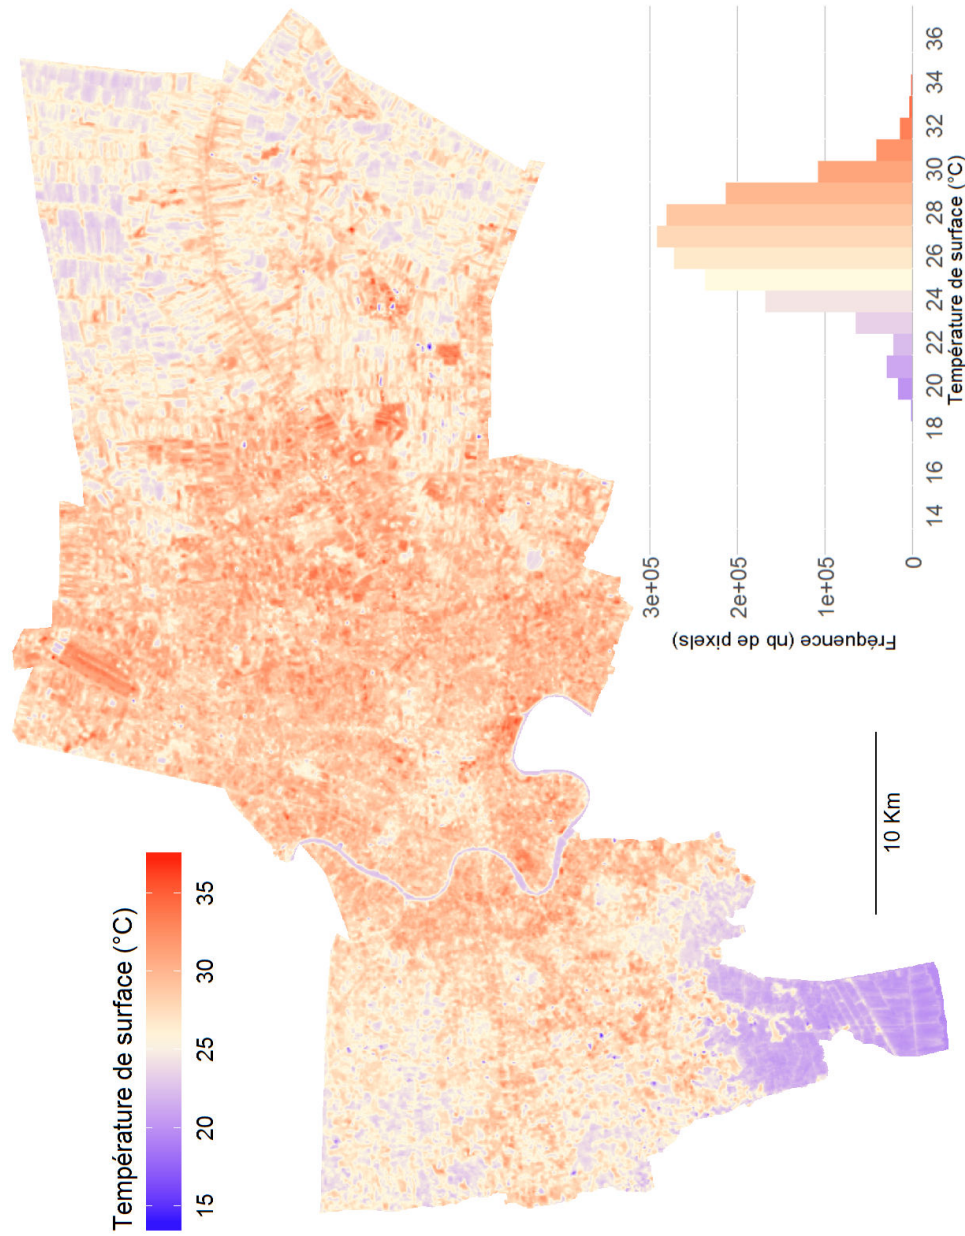 Température de surface (°C)
15
20
25
30
35
10 Km
Fréquence (nb de pixels)
3e+05
2e+05
1e+05
0
14
16
18
20
22
24
26
28
30
32
34
36
Température de surface (°C)